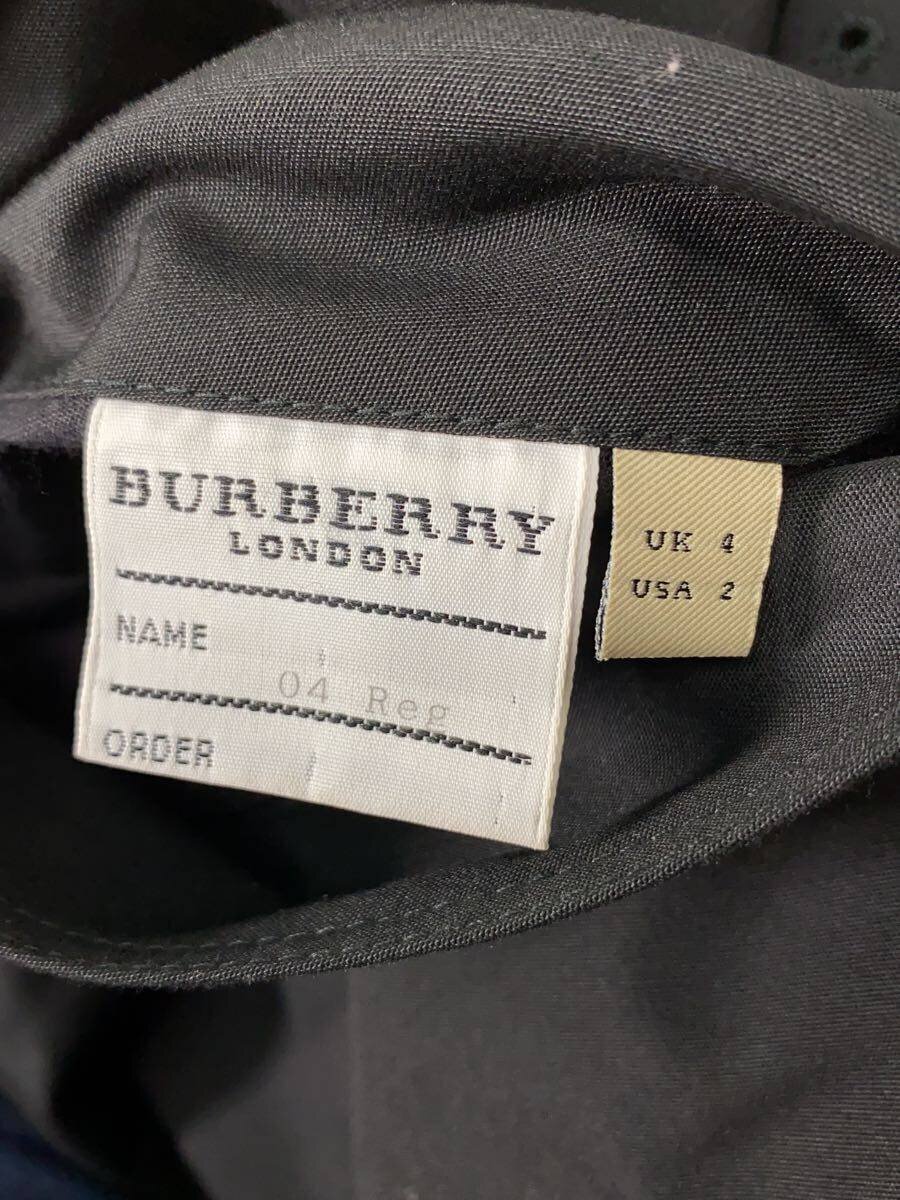 BURBERRY
LONDON
NAME
04 Reg
ORDER
UK 4
USA 2